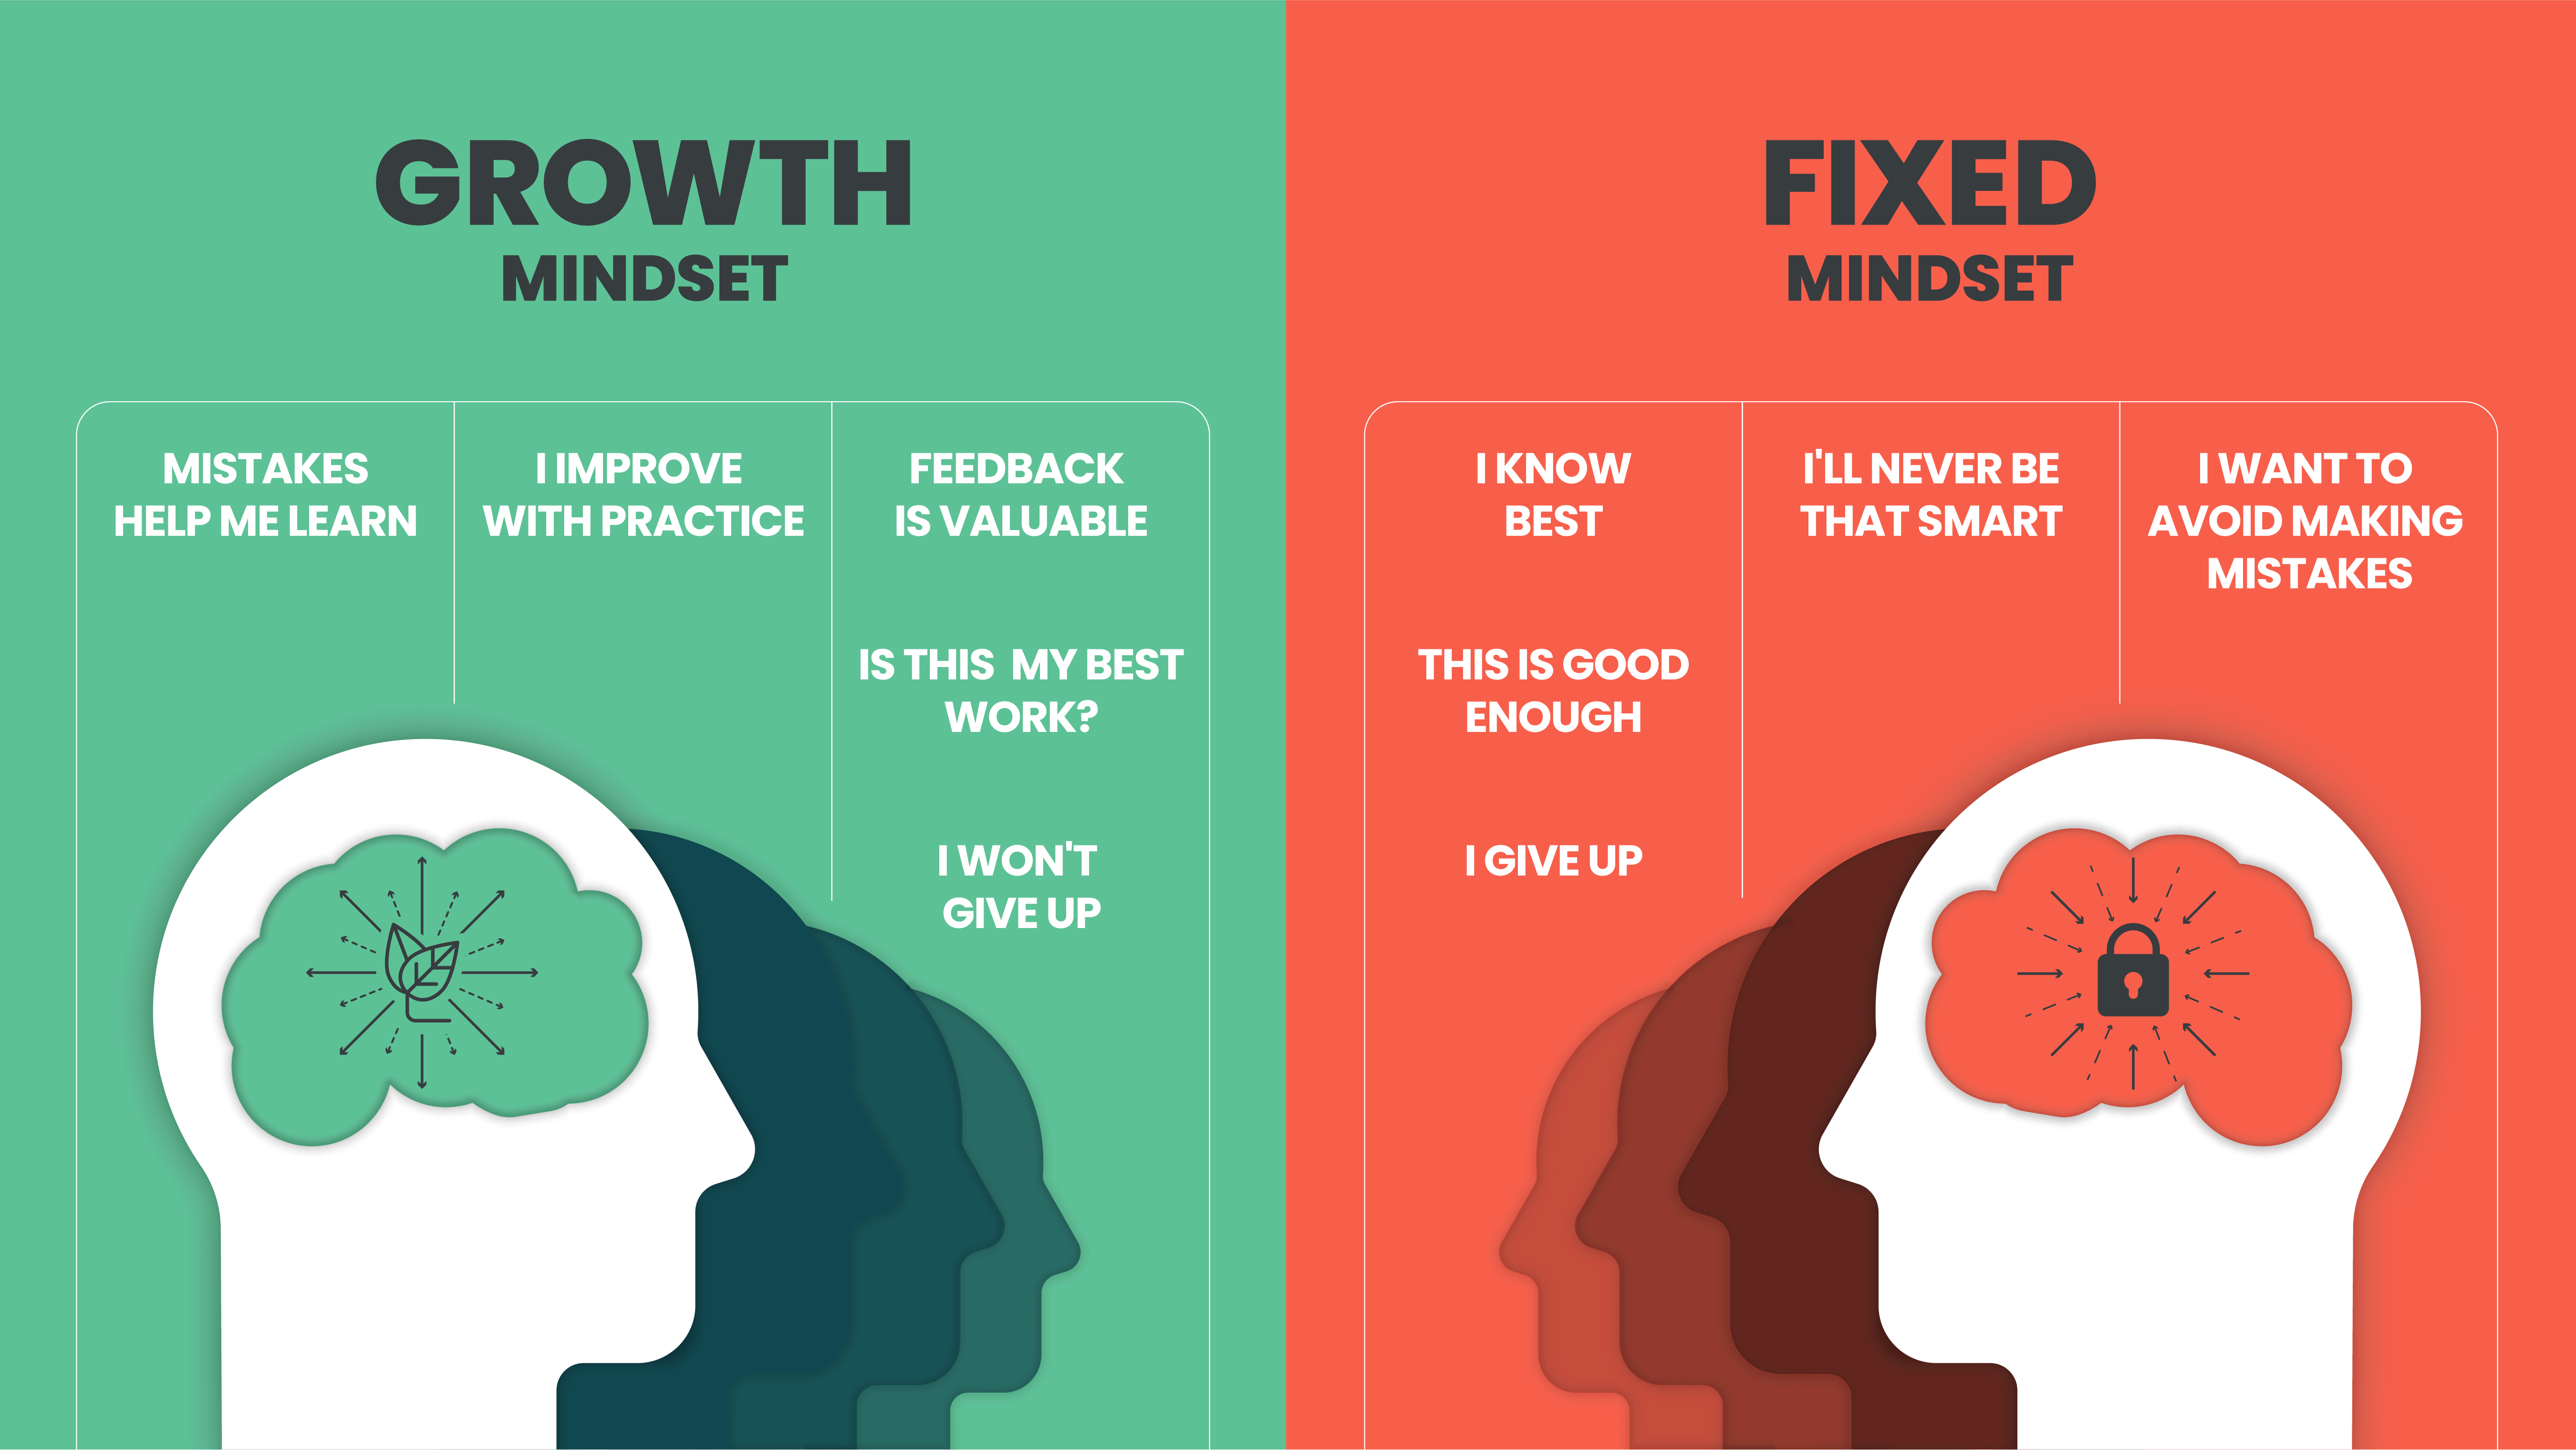 GROWTH
MINDSET
MISTAKES
HELP ME LEARN
I IMPROVE
WITH PRACTICE
FEEDBACK
IS VALUABLE
IS THIS  MY BEST
WORK?
I WON'T
GIVE UP
FIXED
MINDSET
I KNOW
BEST
THIS IS GOOD
ENOUGH
I GIVE UP
I'LL NEVER BE
THAT SMART
I WANT TO
AVOID MAKING
MISTAKES